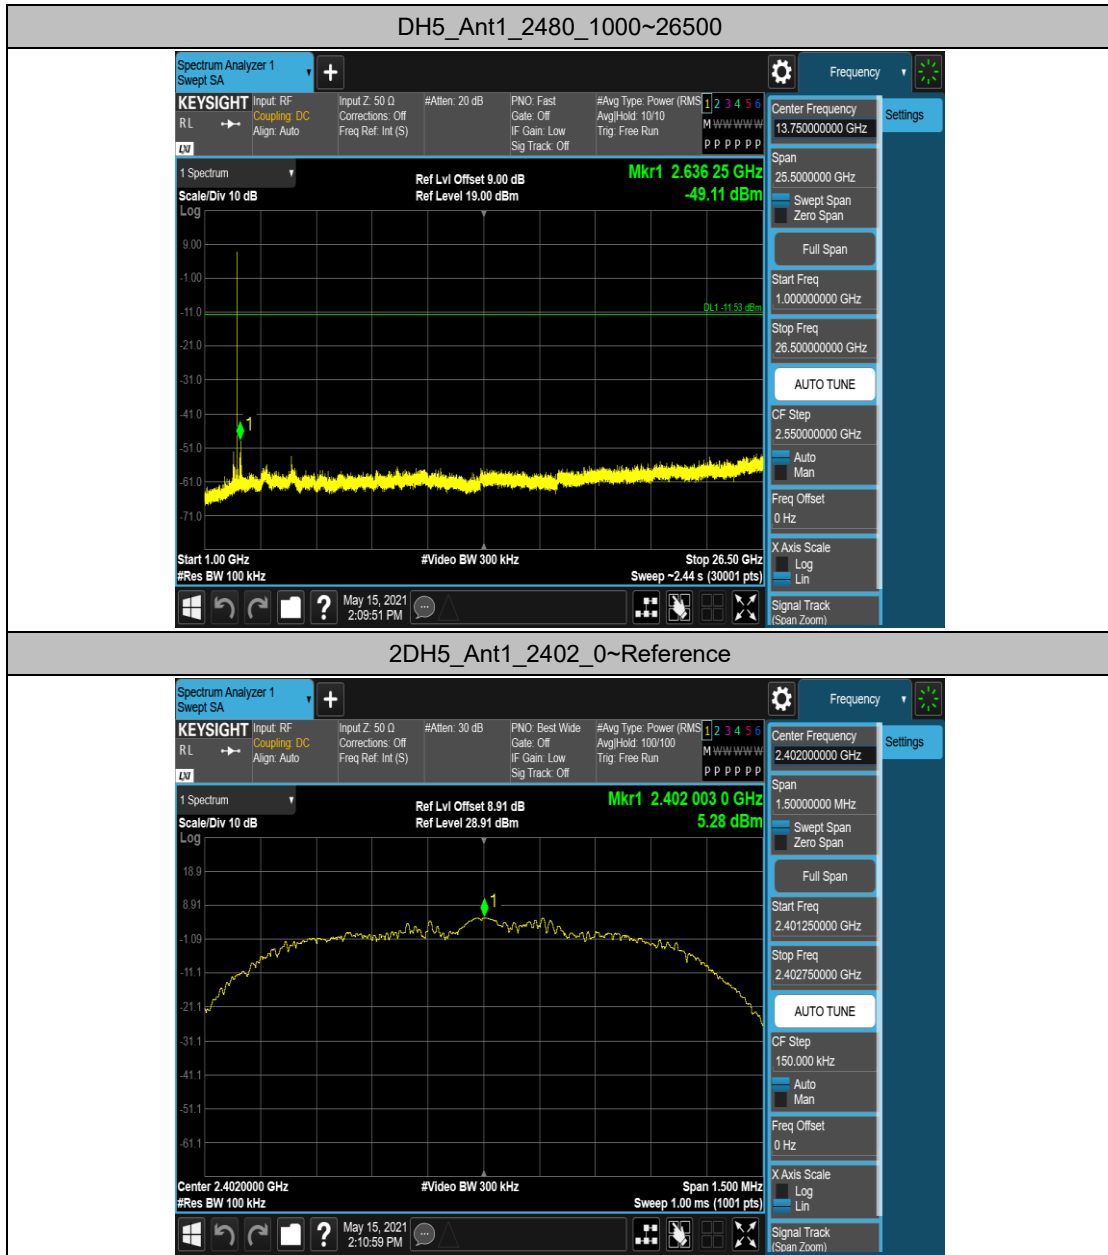 DH5_Ant1_2480_1000~26500
Spectrum Analyzer 1
Swept SA
Frequency
KEYSIGHT
RL
LXI
Input: RF
Coupling: DC
Align: Auto
Input Z: 50 Ω
Corrections: Off
Freq Ref: Int (S)
#Atten: 20 dB
PNO: Fast
Gate: Off
IF Gain: Low
Sig Track: Off
#Avg Type: Power (RMS
Avg|Hold: 10/10
Trig: Free Run
1 2 3 4 5 6
M W W W W W
P P P P P P
Center Frequency
13.750000000 GHz
Settings
1 Spectrum
Scale/Div 10 dB
Log
Ref Lvl Offset 9.00 dB
Ref Level 19.00 dBm
Mkr1 2.636 25 GHz
-49.11 dBm
Span
25.5000000 GHz
Swept Span
Zero Span
Full Span
Start Freq
1.000000000 GHz
Stop Freq
26.500000000 GHz
AUTO TUNE
CF Step
2.550000000 GHz
Auto
Man
Freq Offset
0 Hz
X Axis Scale
Log
Lin
Signal Track
(Span Zoom)
9.00
-1.00
-11.0
DL1 -11.53 dBm
-21.0
-31.0
-41.0
1
-51.0
-61.0
-71.0
Start 1.00 GHz
#Res BW 100 kHz
#Video BW 300 kHz
Stop 26.50 GHz
Sweep ~2.44 s (30001 pts)
May 15, 2021
2:09:51 PM
2DH5_Ant1_2402_0~Reference
Spectrum Analyzer 1
Swept SA
Frequency
KEYSIGHT
RL
LXI
Input: RF
Coupling: DC
Align: Auto
Input Z: 50 Ω
Corrections: Off
Freq Ref: Int (S)
#Atten: 30 dB
PNO: Best Wide
Gate: Off
IF Gain: Low
Sig Track: Off
#Avg Type: Power (RMS
Avg|Hold: 100/100
Trig: Free Run
1 2 3 4 5 6
M W W W W W
P P P P P P
Center Frequency
2.402000000 GHz
Settings
1 Spectrum
Scale/Div 10 dB
Log
Ref Lvl Offset 8.91 dB
Ref Level 28.91 dBm
Mkr1 2.402 003 0 GHz
5.28 dBm
Span
1.50000000 MHz
Swept Span
Zero Span
Full Span
Start Freq
2.401250000 GHz
Stop Freq
2.402750000 GHz
AUTO TUNE
CF Step
150.000 kHz
Auto
Man
Freq Offset
0 Hz
X Axis Scale
Log
Lin
Signal Track
(Span Zoom)
18.9
8.91
1
-1.09
-11.1
-21.1
-31.1
-41.1
-51.1
-61.1
Center 2.4020000 GHz
#Res BW 100 kHz
#Video BW 300 kHz
Span 1.500 MHz
Sweep 1.00 ms (1001 pts)
May 15, 2021
2:10:59 PM